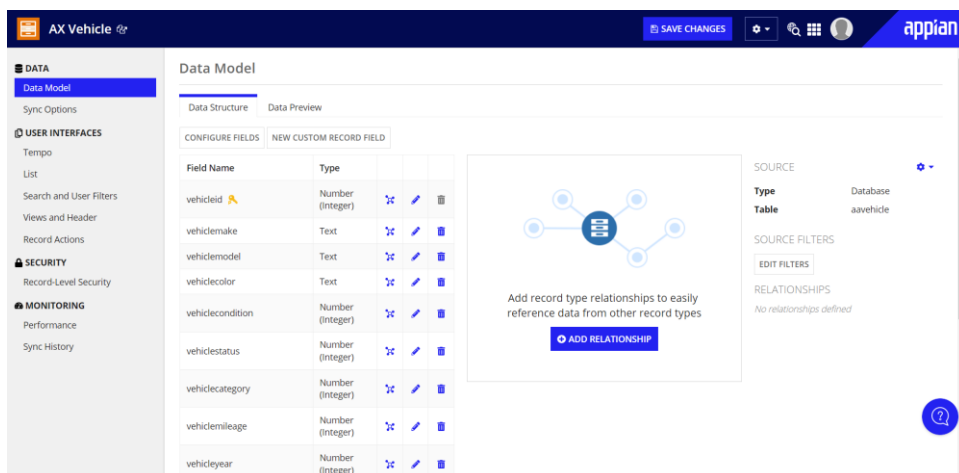 AX Vehicle
SAVE CHANGES
appian
DATA
Data Model
Sync Options
USER INTERFACES
Tempo
List
Search and User Filters
Views and Header
Record Actions
SECURITY
Record-Level Security
MONITORING
Performance
Sync History
Data Model
Data Structure Data Preview
CONFIGURE FIELDS NEW CUSTOM RECORD FIELD
Field Name Type
vehicleid Number
(Integer)
vehiclemake Text
vehiclemodel Text
vehiclecolor Text
vehiclecondition Number
(Integer)
vehiclestatus Number
(Integer)
vehiclecategory Number
(Integer)
vehiclemileage Number
(Integer)
vehicleyear Number
(Integer)
Add record type relationships to easily
reference data from other record types
ADD RELATIONSHIP
SOURCE
Type Database
Table aavehicle
SOURCE FILTERS
EDIT FILTERS
RELATIONSHIPS
No relationships defined